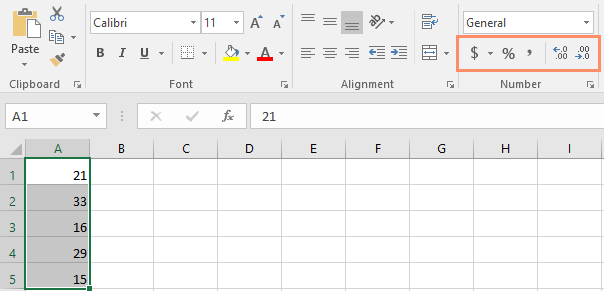 Calibri 11 A A General
Paste B I U A $ % , .0 .00 .00 .0
Clipboard Font Alignment Number
A1 fx 21
A B C D E F G H I
1 21
2 33
3 16
4 29
5 15